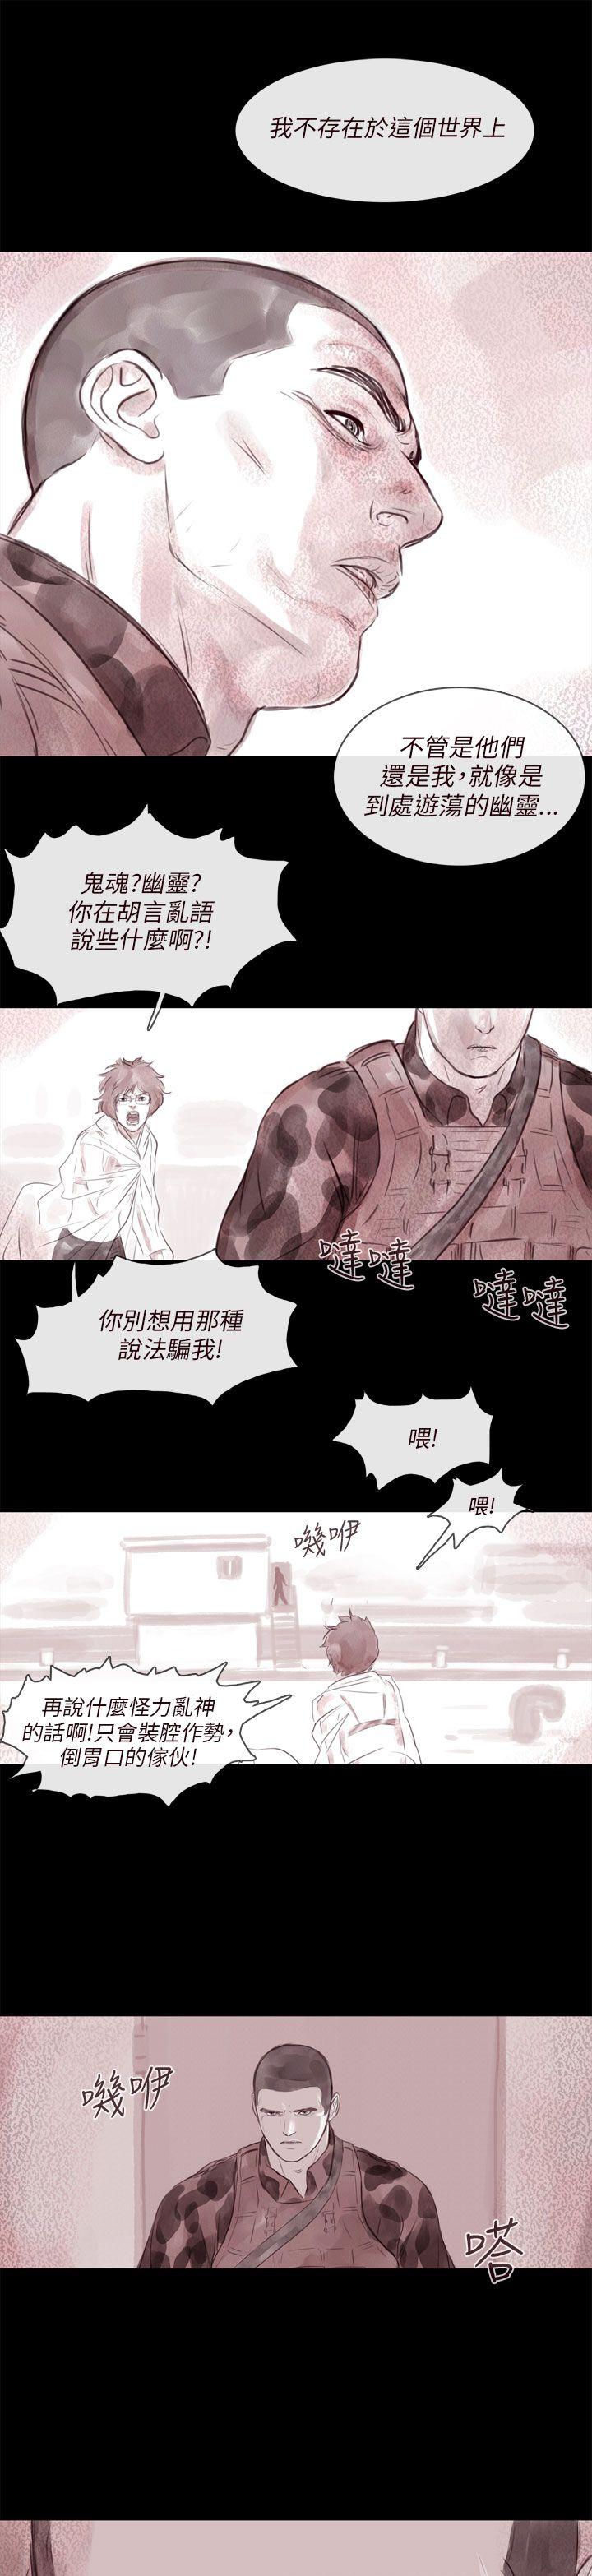 我不存在於這個世界上
不管是他們
還是我，就像是
到處遊蕩的幽靈…
鬼魂?幽靈?
你在胡言亂語
說些什麼啊?!
噠噠
噠噠
你別想用那種
說法騙我!
喂!
喂!
嘰咿
再說什麼怪力亂神
的話啊!只會裝腔作勢，
倒胃口的傢伙!
嘰咿
嗒